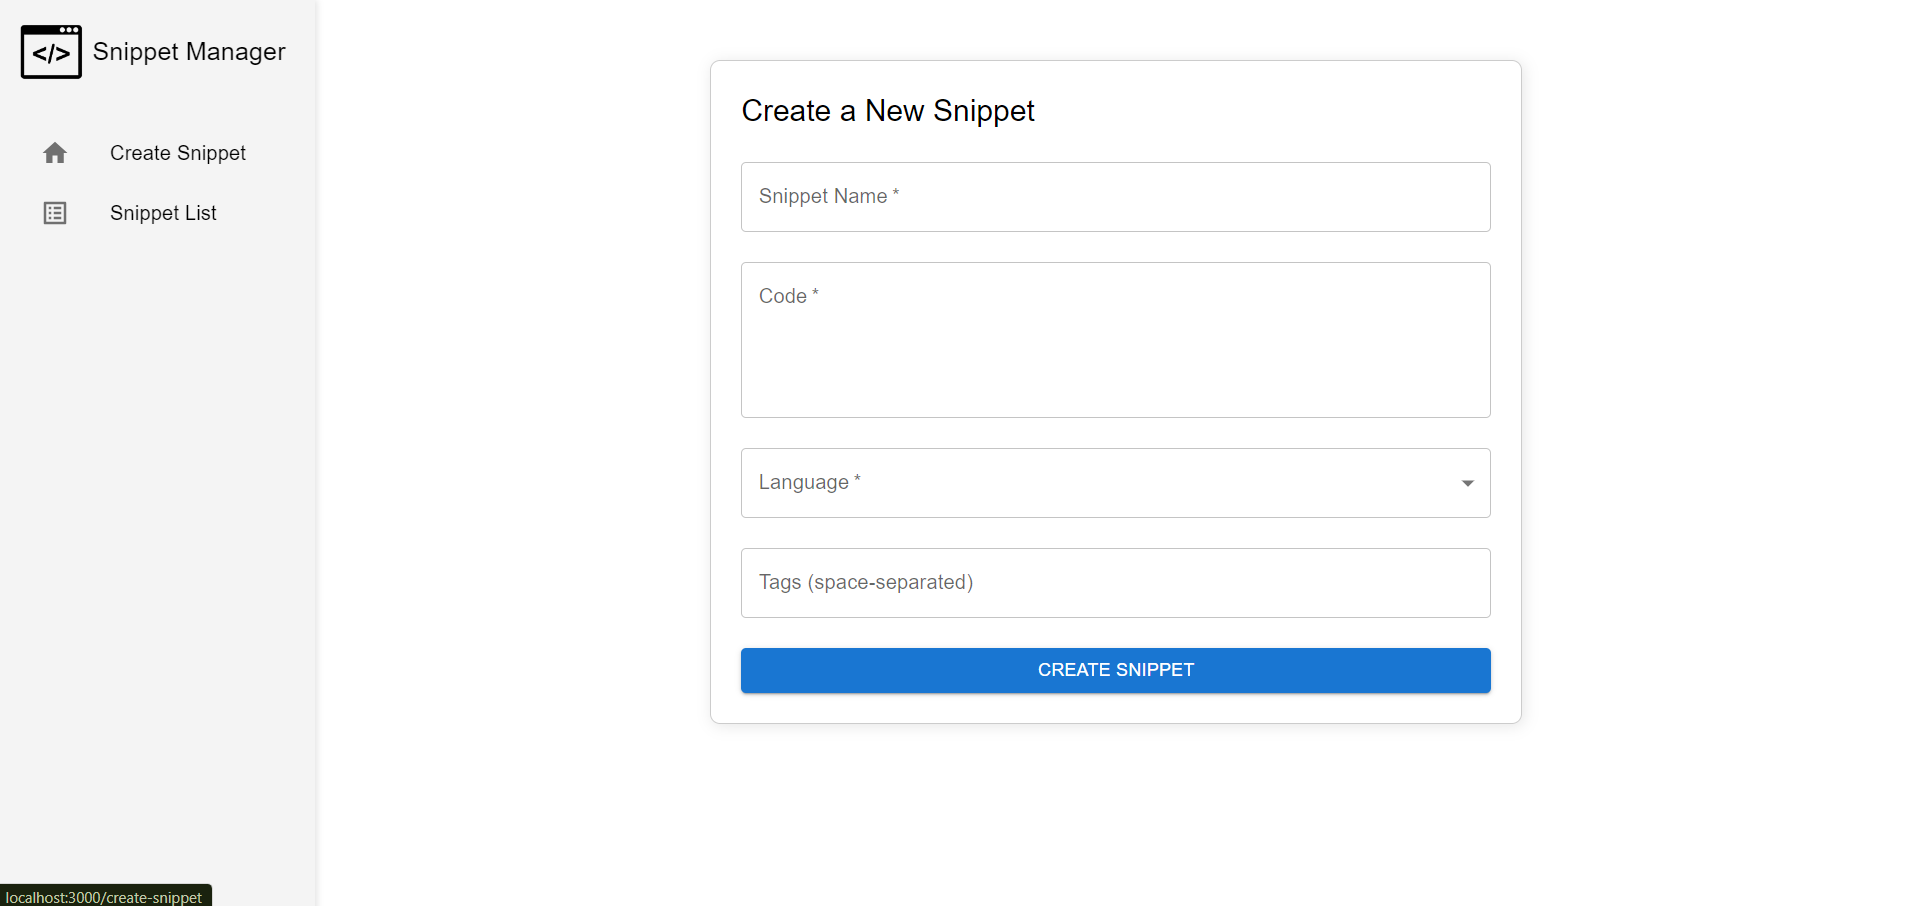 </>
Snippet Manager
Create Snippet
Snippet List
Create a New Snippet
Snippet Name *
Code *
Language *
Tags (space-separated)
CREATE SNIPPET
localhost:3000/create-snippet